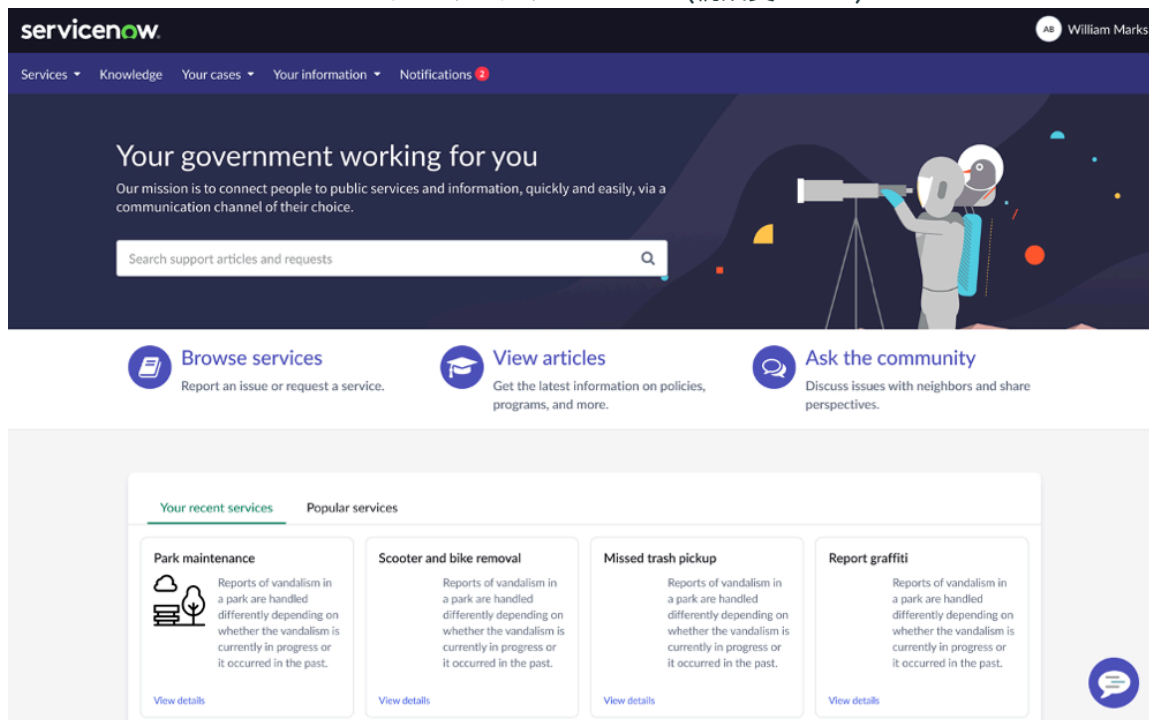 servicenow.
AB William Marks
Services Knowledge Your cases Your information Notifications 2
Your government working for you
Our mission is to connect people to public services and information, quickly and easily, via a
communication channel of their choice.
Search support articles and requests
Browse services
Report an issue or request a service.
View articles
Get the latest information on policies,
programs, and more.
Ask the community
Discuss issues with neighbors and share
perspectives.
Your recent services Popular services
Park maintenance
Reports of vandalism in
a park are handled
differently depending on
whether the vandalism is
currently in progress or
it occurred in the past.
View details
Scooter and bike removal
Reports of vandalism in
a park are handled
differently depending on
whether the vandalism is
currently in progress or
it occurred in the past.
View details
Missed trash pickup
Reports of vandalism in
a park are handled
differently depending on
whether the vandalism is
currently in progress or
it occurred in the past.
View details
Report graffiti
Reports of vandalism in
a park are handled
differently depending on
whether the vandalism is
currently in progress or
it occurred in the past.
View details